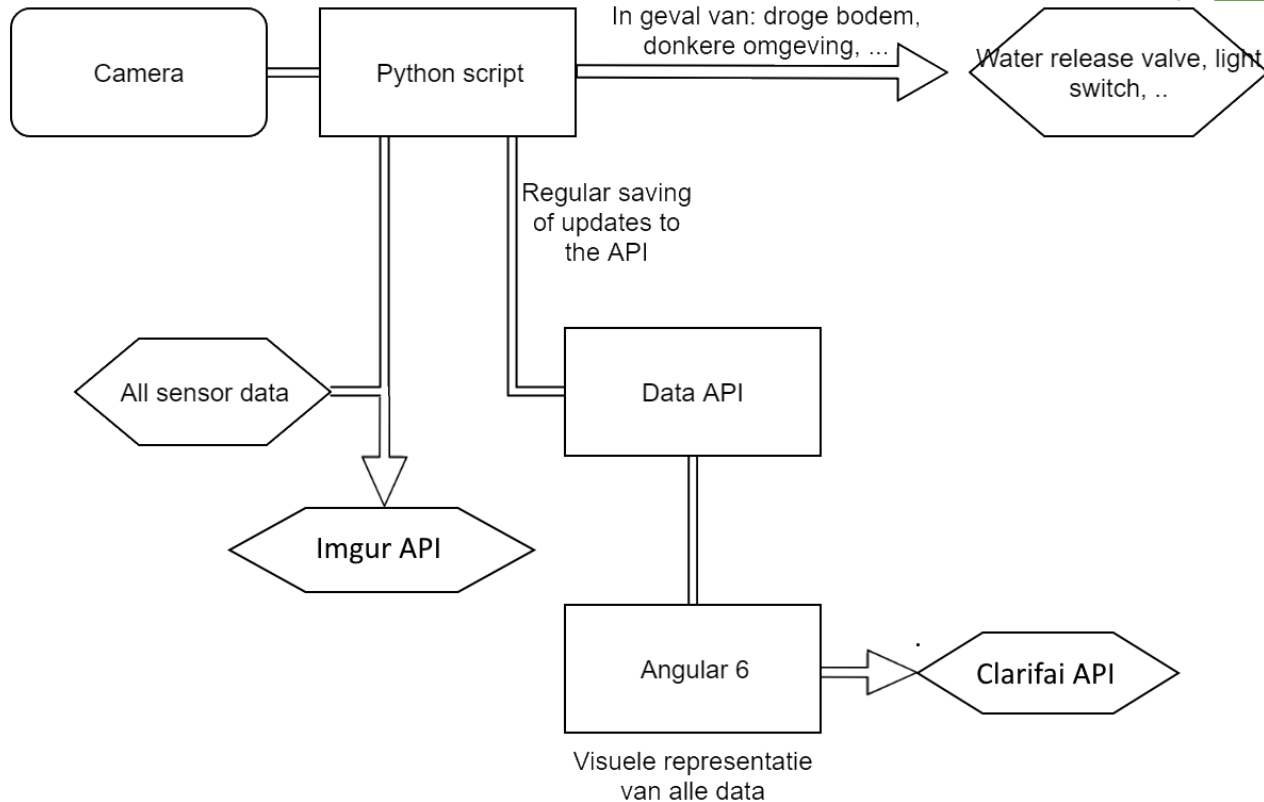 In geval van: droge bodem,
donkere omgeving, ...
Camera
Python script
Water release valve, light
switch, ..
Regular saving
of updates to
the API
All sensor data
Data API
Imgur API
Angular 6
Clarifai API
Visuele representatie
van alle data